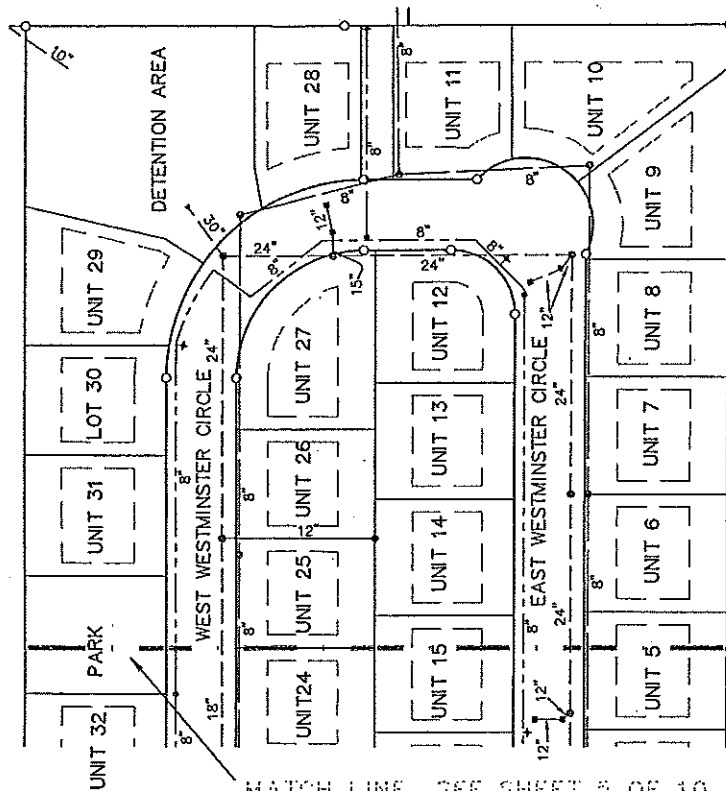 10"
DETENTION AREA
UNIT 28
8"
UNIT 11
UNIT 10
8"
UNIT 9
8"
12"
30"
24"
8"
8"
15"
24"
8"
12"
UNIT 29
UNIT 27
UNIT 12
UNIT 8
8"
24"
WEST WESTMINSTER CIRCLE
EAST WESTMINSTER CIRCLE
24"
LOT 30
UNIT 13
UNIT 7
UNIT 31
8"
8"
UNIT 26
12"
UNIT 14
UNIT 6
8"
UNIT 25
8"
24"
8"
PARK
UNIT 15
UNIT 5
UNIT 32
8"
18"
UNIT24
12"
12"
MATCH LINE SEE SHEET 5 OF 10